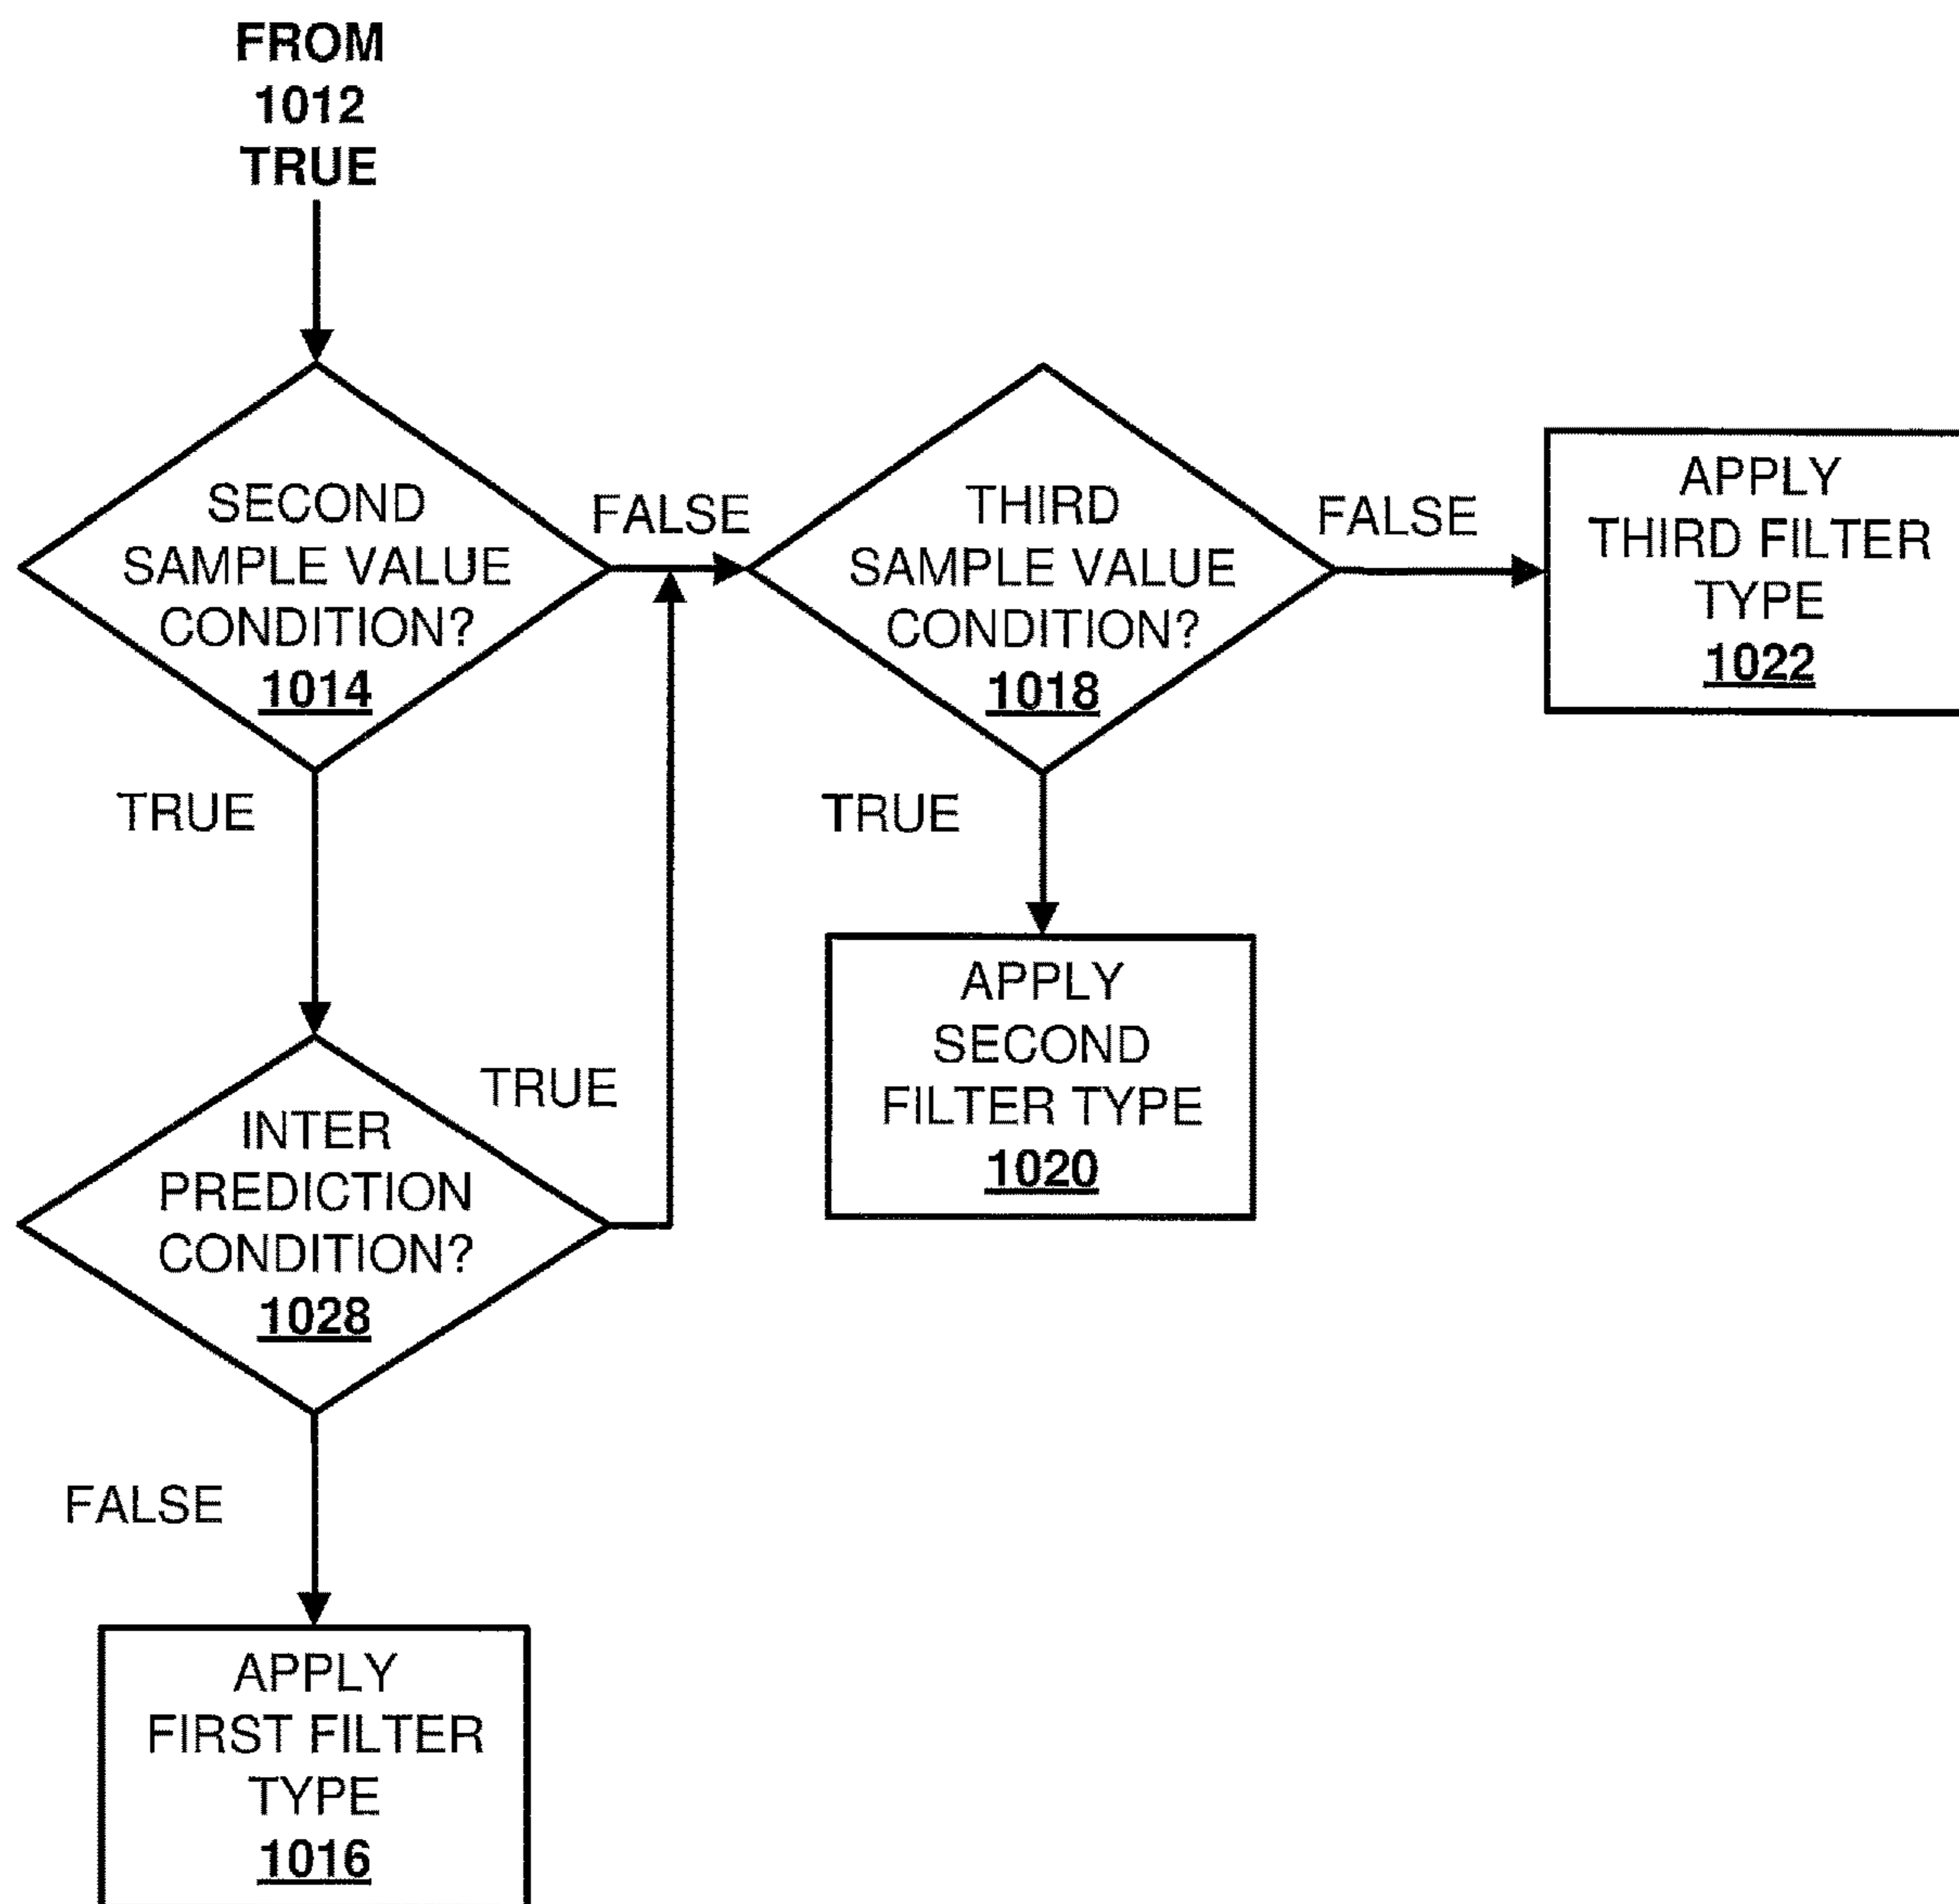 FROM
1012
TRUE
SECOND
SAMPLE VALUE
CONDITION?
1014
FALSE
THIRD
SAMPLE VALUE
CONDITION?
1018
FALSE
APPLY
THIRD FILTER
TYPE
1022
TRUE
TRUE
APPLY
SECOND
FILTER TYPE
1020
INTER
PREDICTION
CONDITION?
1028
TRUE
FALSE
APPLY
FIRST FILTER
TYPE
1016